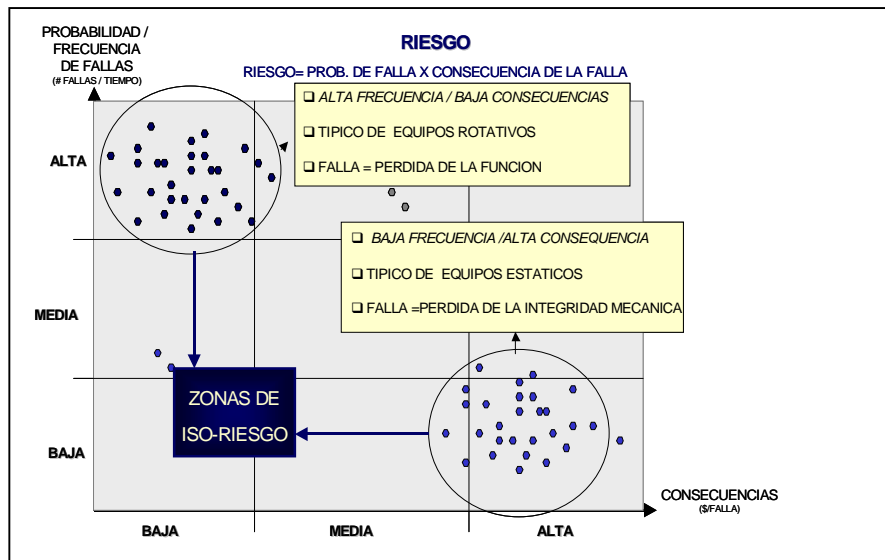 PROBABILIDAD /
FRECUENCIA
DE FALLAS
(# FALLAS / TIEMPO)
RIESGO
RIESGO= PROB. DE FALLA X CONSECUENCIA DE LA FALLA
❑ ALTA FRECUENCIA / BAJA CONSECUENCIAS
❑ TIPICO DE EQUIPOS ROTATIVOS
❑ FALLA = PERDIDA DE LA FUNCION
ALTA
❑ BAJA FRECUENCIA /ALTA CONSEQUENCIA
❑ TIPICO DE EQUIPOS ESTATICOS
❑ FALLA =PERDIDA DE LA INTEGRIDAD MECANICA
MEDIA
ZONAS DE
ISO-RIESGO
BAJA
CONSECUENCIAS
($/FALLA)
BAJA
MEDIA
ALTA